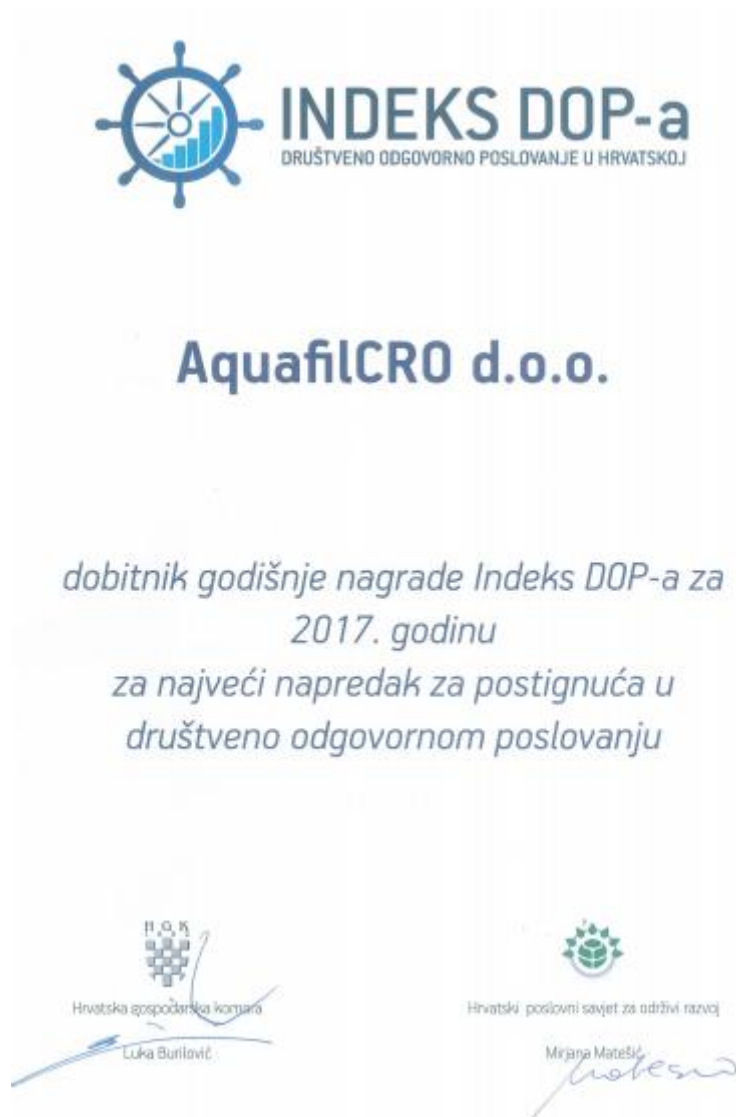 INDEKS DOP-a
DRUŠTVENO ODGOVORNO POSLOVANJE U HRVATSKOJ
AquafilCRO d.o.o.
dobitnik godišnje nagrade Indeks DOP-a za
2017. godinu
za najveći napredak za postignuća u
društveno odgovornom poslovanju
H G K
Hrvatska gospodarska komora
Luka Burilović
Hrvatski poslovni savjet za održivi razvoj
Mirjana Matešić